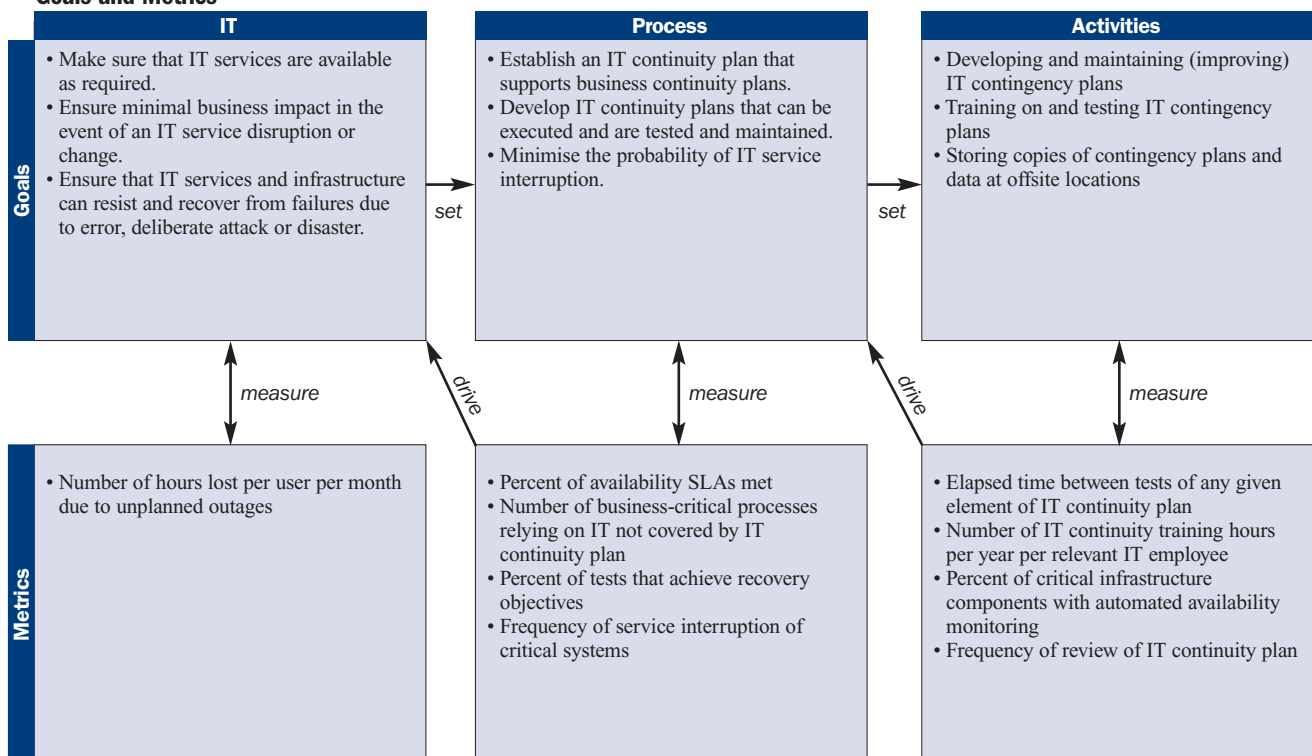 Goals and Metrics
IT
Process
Activities
Goals
• Make sure that IT services are available
as required.
• Ensure minimal business impact in the
event of an IT service disruption or
change.
• Ensure that IT services and infrastructure
can resist and recover from failures due
to error, deliberate attack or disaster.
set
• Establish an IT continuity plan that
supports business continuity plans.
• Develop IT continuity plans that can be
executed and are tested and maintained.
• Minimise the probability of IT service
interruption.
set
• Developing and maintaining (improving)
IT contingency plans
• Training on and testing IT contingency
plans
• Storing copies of contingency plans and
data at offsite locations
measure
drive
measure
drive
measure
Metrics
• Number of hours lost per user per month
due to unplanned outages
• Percent of availability SLAs met
• Number of business-critical processes
relying on IT not covered by IT
continuity plan
• Percent of tests that achieve recovery
objectives
• Frequency of service interruption of
critical systems
• Elapsed time between tests of any given
element of IT continuity plan
• Number of IT continuity training hours
per year per relevant IT employee
• Percent of critical infrastructure
components with automated availability
monitoring
• Frequency of review of IT continuity plan